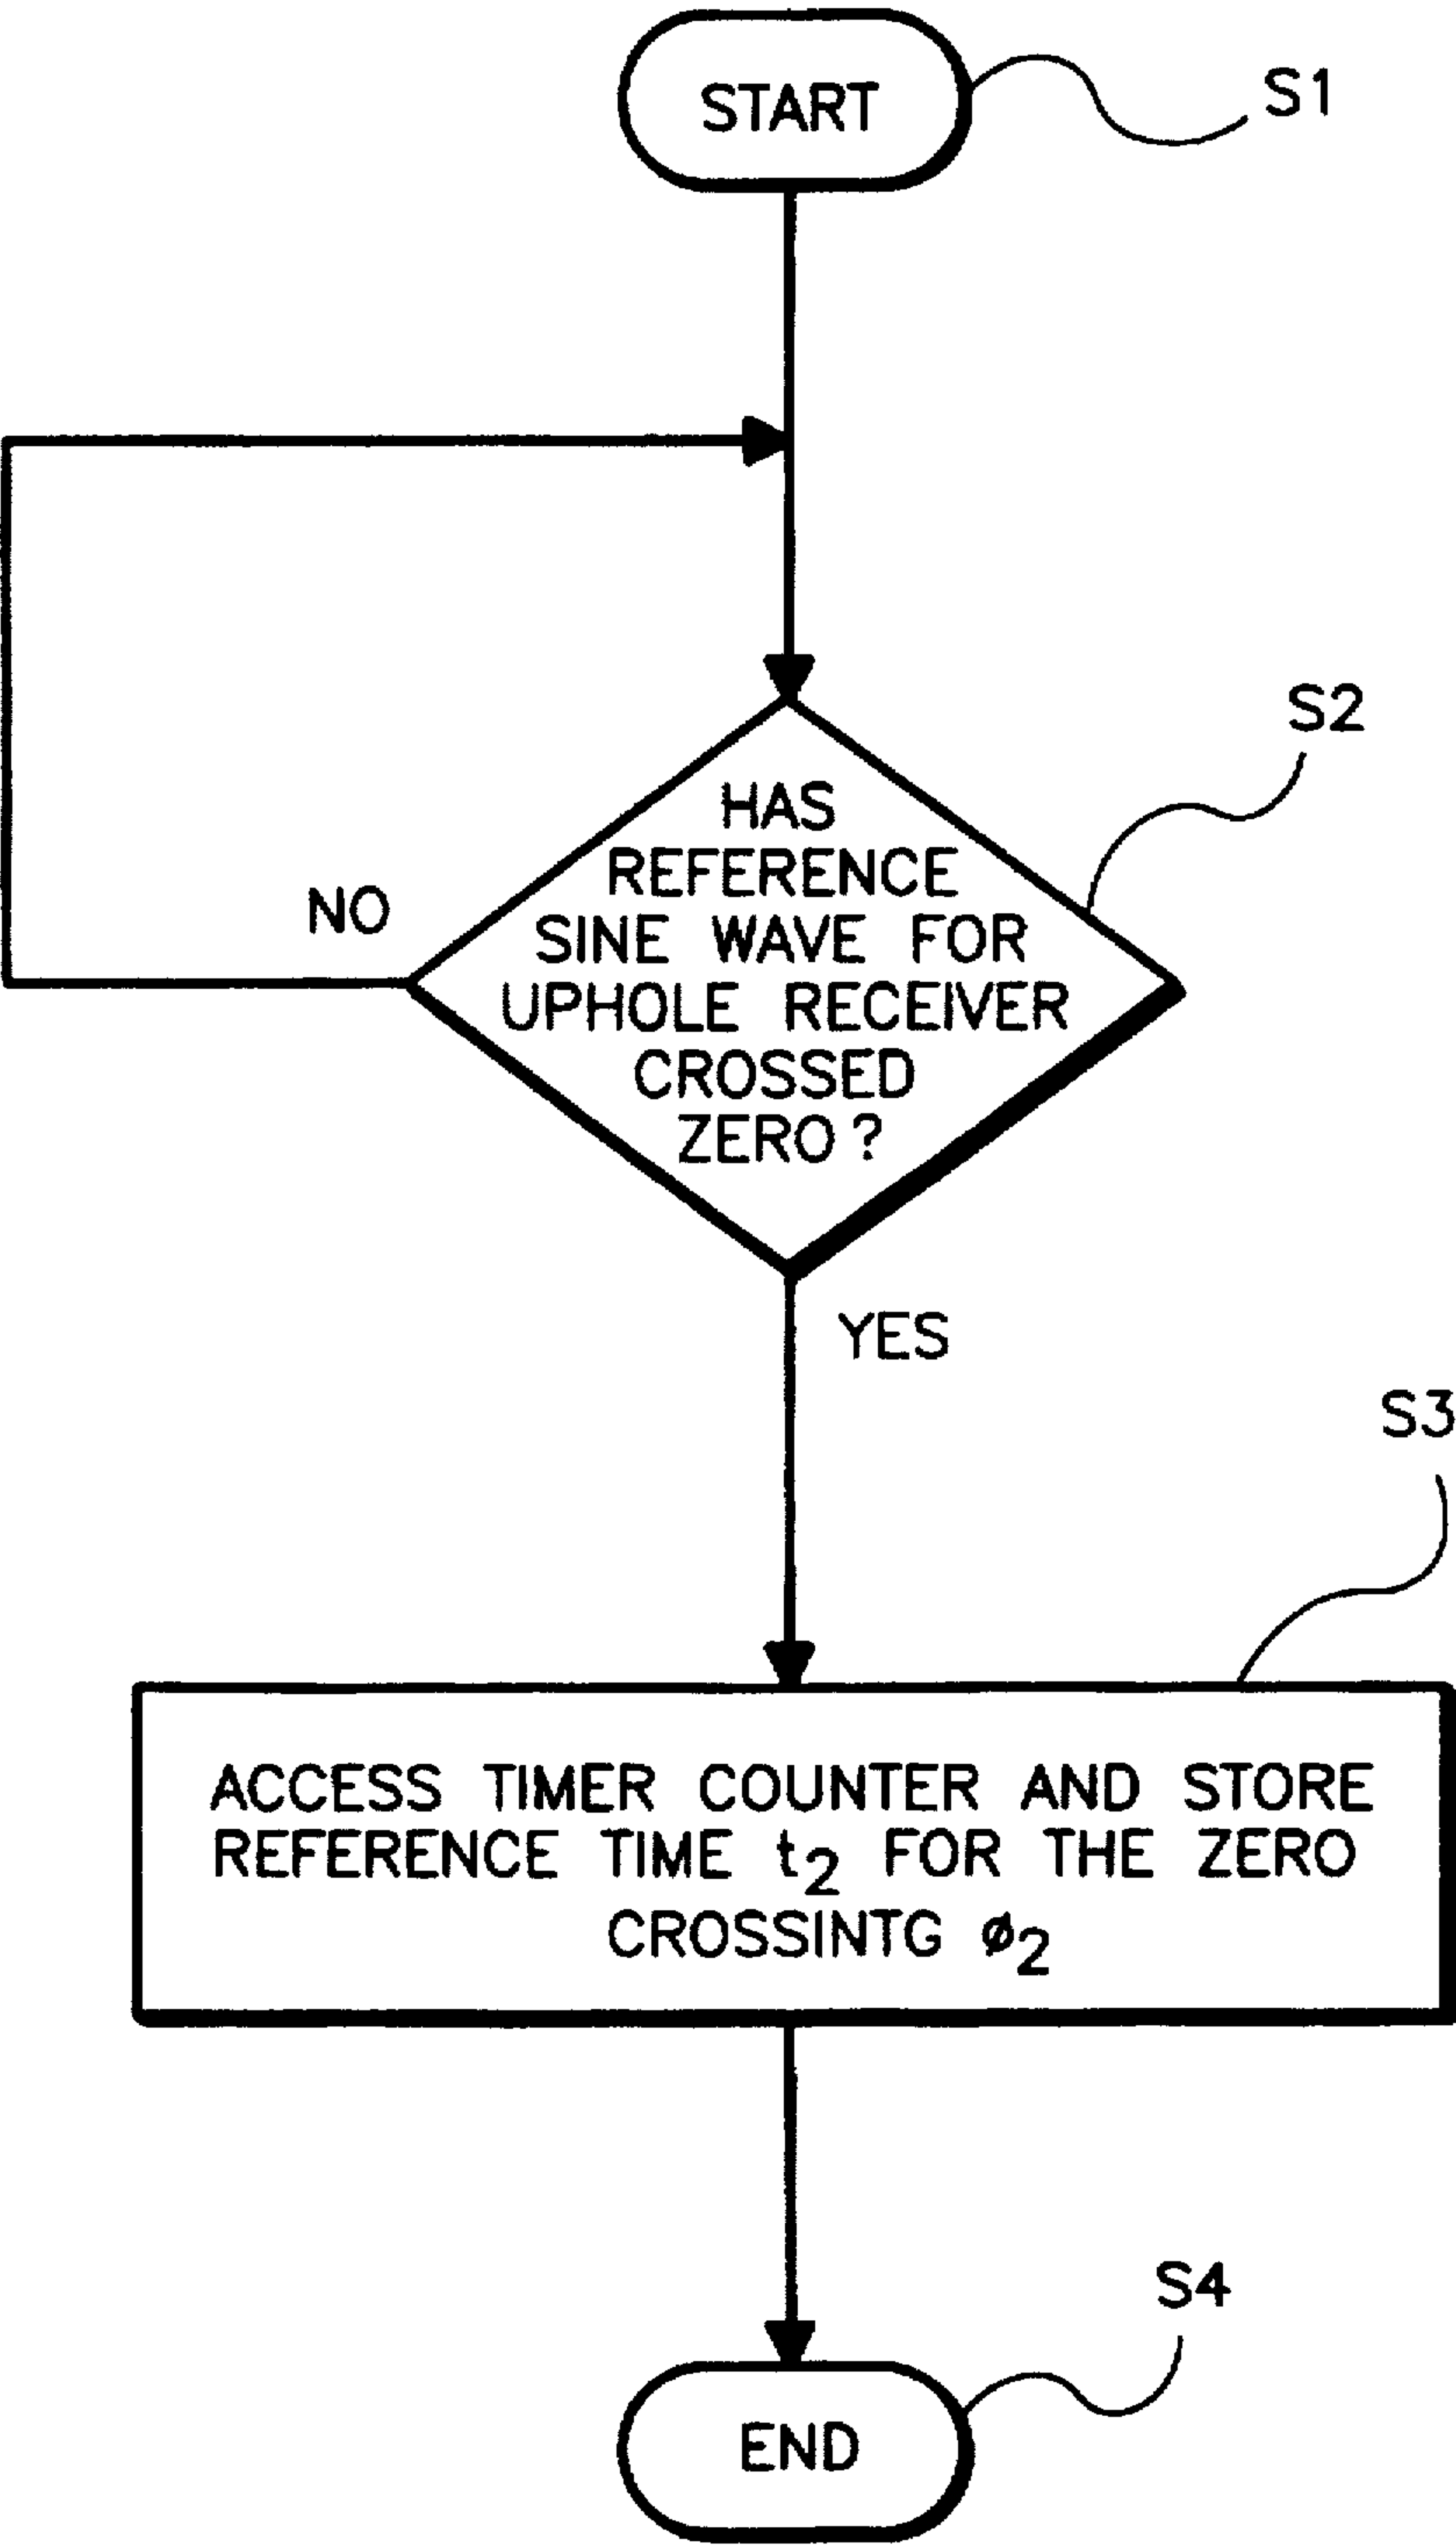 START
S1
S2
HAS
REFERENCE
SINE WAVE FOR
UPHOLE RECEIVER
CROSSED
ZERO?
NO
YES
S3
ACCESS TIMER COUNTER AND STORE
REFERENCE TIME t₂ FOR THE ZERO
CROSSINTG ø₂
S4
END